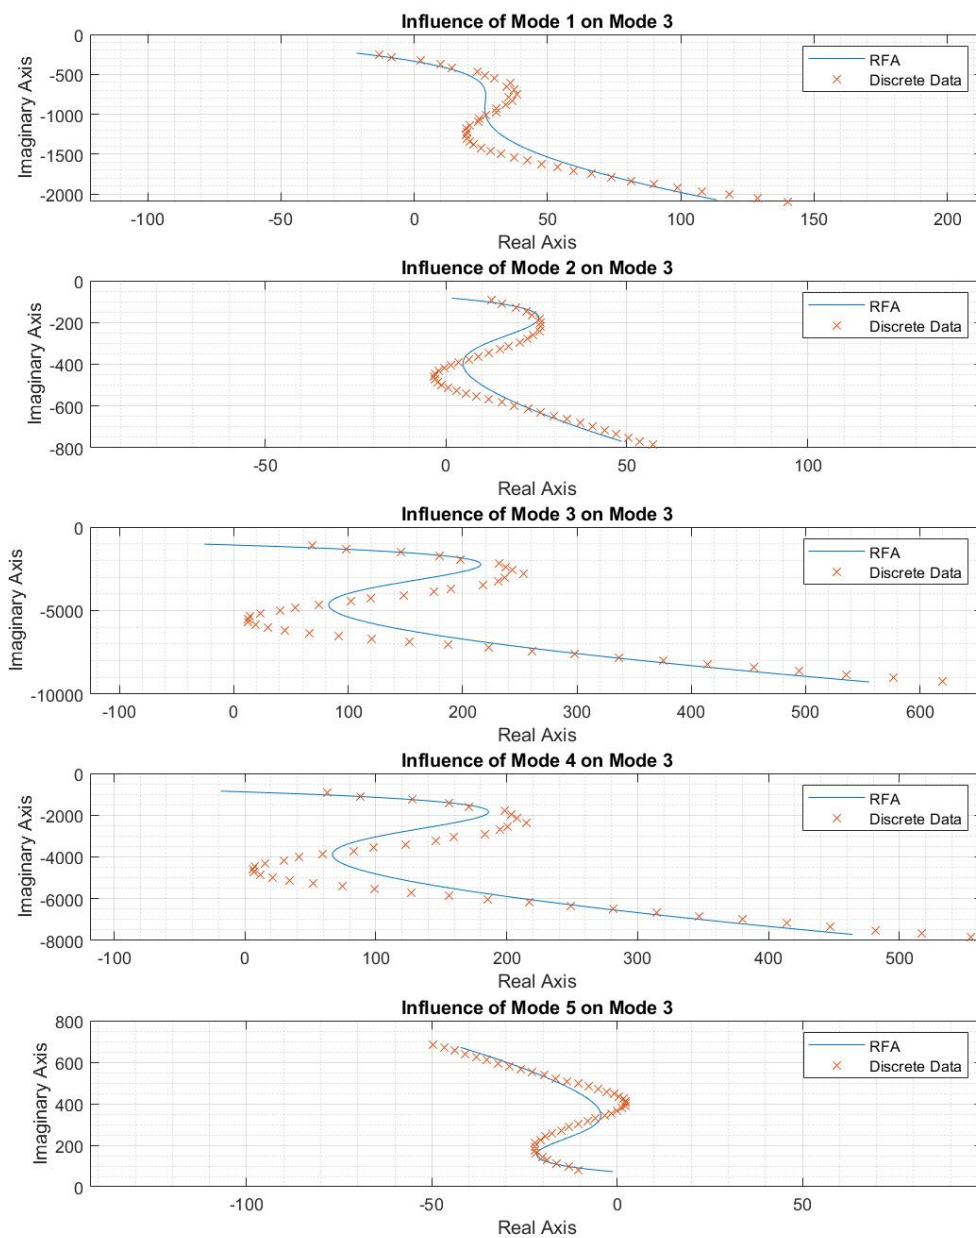 Influence of Mode 1 on Mode 3
0
-500
-1000
-1500
-2000
Imaginary Axis
RFA
Discrete Data
-100 -50 0 50 100 150 200
Real Axis
Influence of Mode 2 on Mode 3
0
-200
-400
-600
-800
Imaginary Axis
RFA
Discrete Data
-50 0 50 100
Real Axis
Influence of Mode 3 on Mode 3
0
-5000
-10000
Imaginary Axis
RFA
Discrete Data
-100 0 100 200 300 400 500 600
Real Axis
Influence of Mode 4 on Mode 3
0
-2000
-4000
-6000
-8000
Imaginary Axis
RFA
Discrete Data
-100 0 100 200 300 400 500
Real Axis
Influence of Mode 5 on Mode 3
800
600
400
200
0
Imaginary Axis
RFA
Discrete Data
-100 -50 0 50
Real Axis